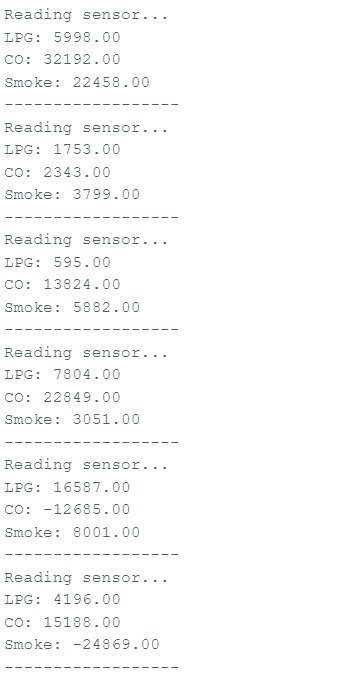 Reading sensor...
LPG: 5998.00
CO: 32192.00
Smoke: 22458.00
------------------
Reading sensor...
LPG: 1753.00
CO: 2343.00
Smoke: 3799.00
------------------
Reading sensor...
LPG: 595.00
CO: 13824.00
Smoke: 5882.00
------------------
Reading sensor...
LPG: 7804.00
CO: 22849.00
Smoke: 3051.00
------------------
Reading sensor...
LPG: 16587.00
CO: -12685.00
Smoke: 8001.00
------------------
Reading sensor...
LPG: 4196.00
CO: 15188.00
Smoke: -24869.00
------------------